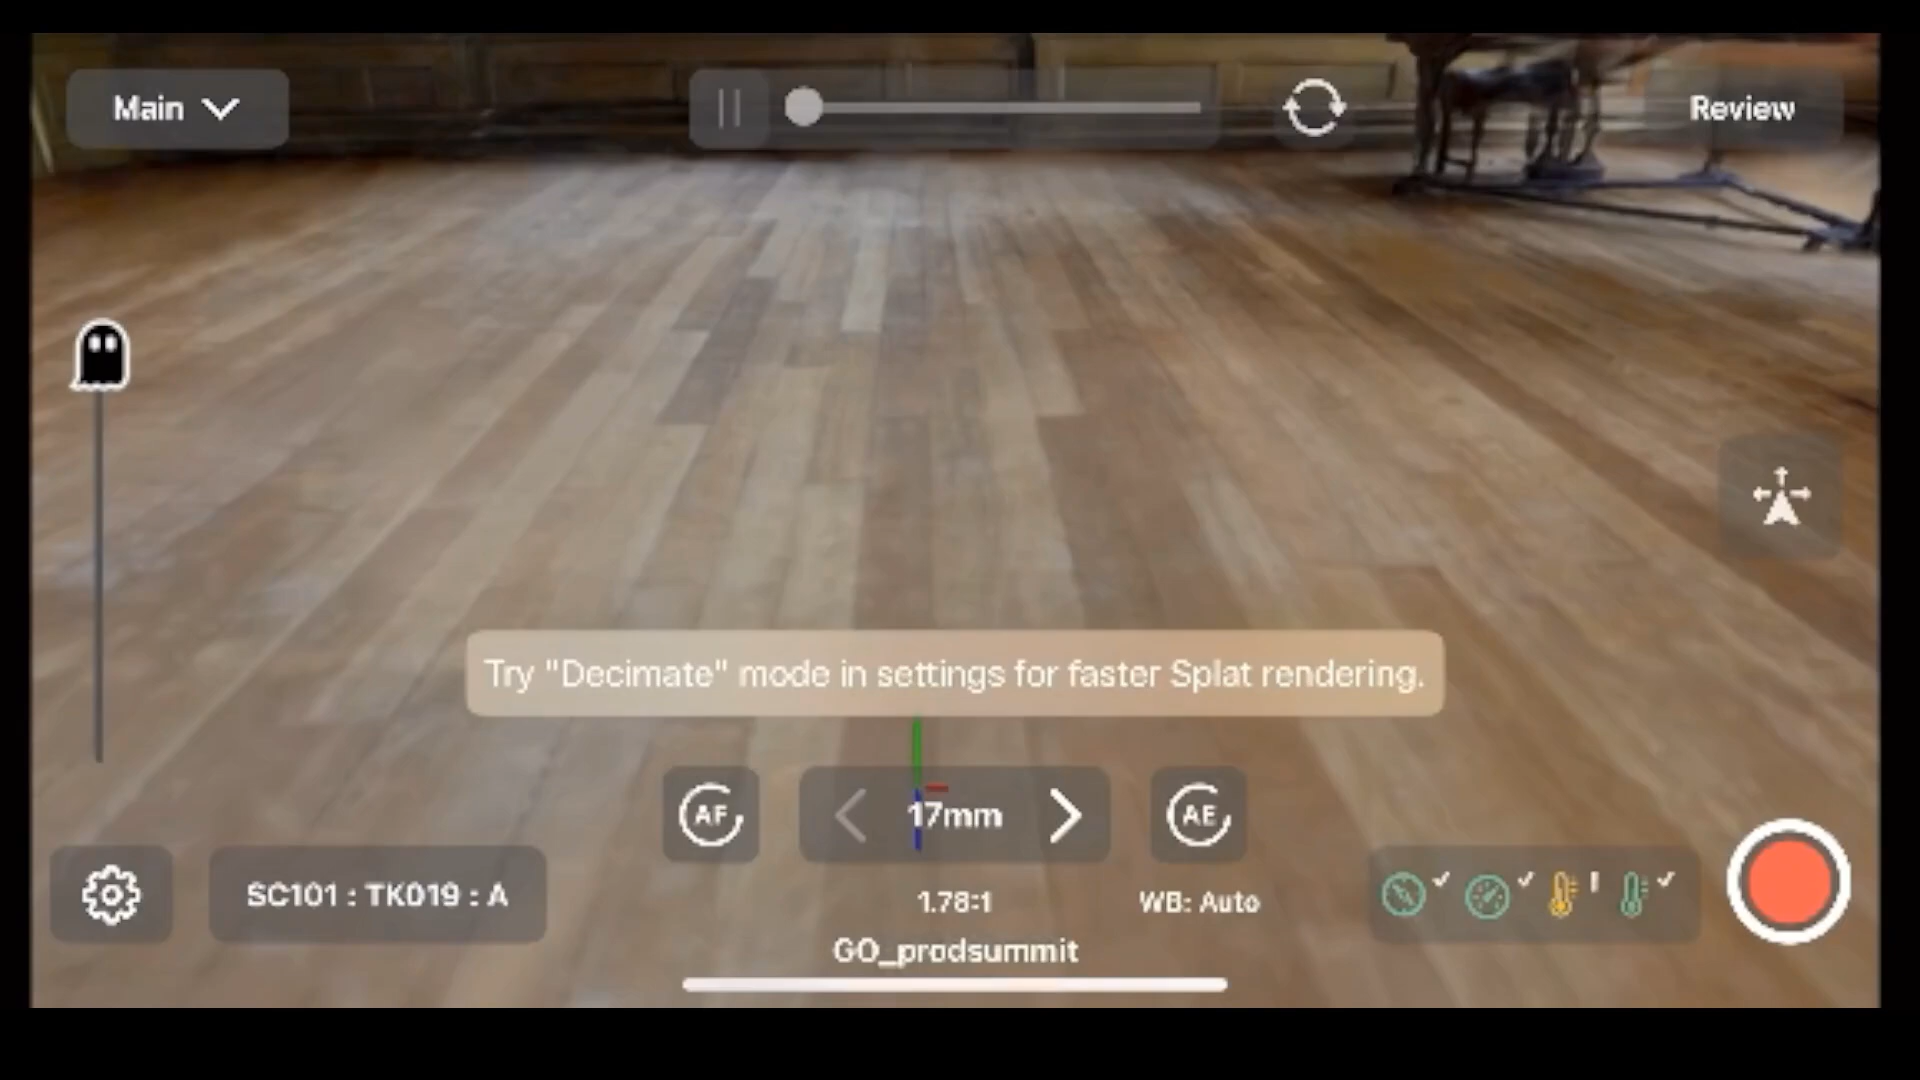 Main
Review
Try "Decimate" mode in settings for faster Splat rendering.
AF
17mm
AE
SC101 : TK019 : A
1.78:1
WB: Auto
GO_prodsummit